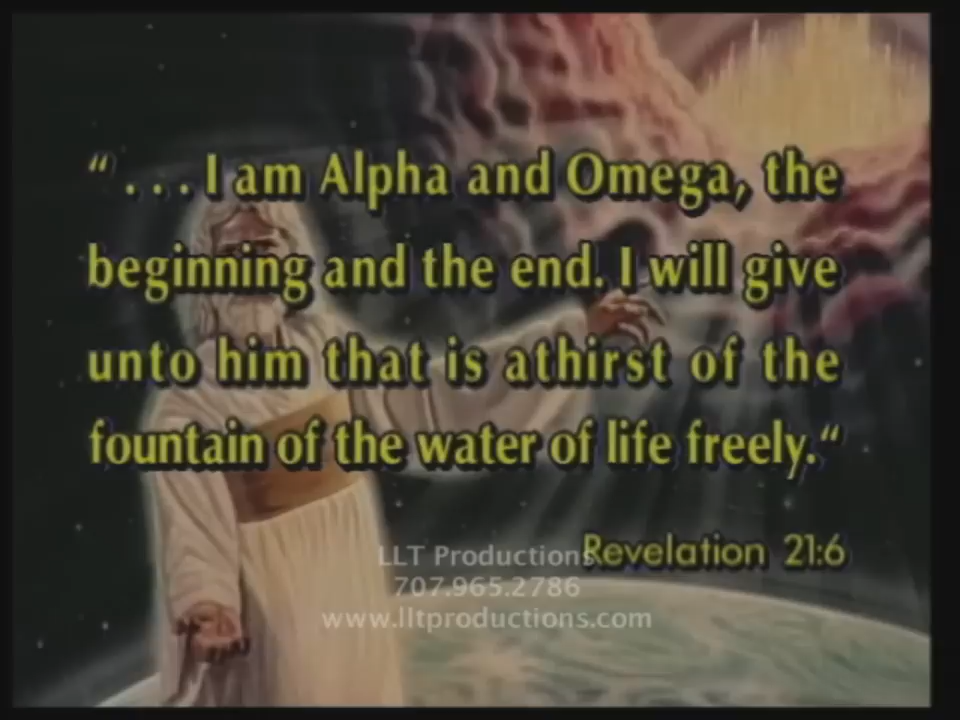 “ . . . I am Alpha and Omega, the
beginning and the end. I will give
unto him that is athirst of the
fountain of the water of life freely.“
Revelation 21:6
LLT Productions
707.965.2786
www.lltproductions.com